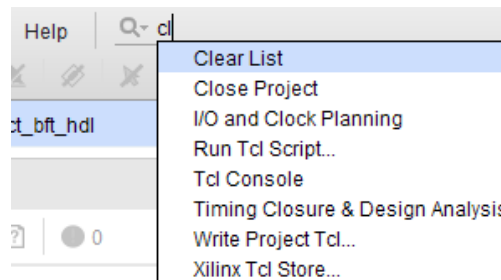 Help cl
Clear List
Close Project
I/O and Clock Planning
ct_bft_hdl
Run Tcl Script...
Tcl Console
Timing Closure & Design Analysis
0
Write Project Tcl...
Xilinx Tcl Store...